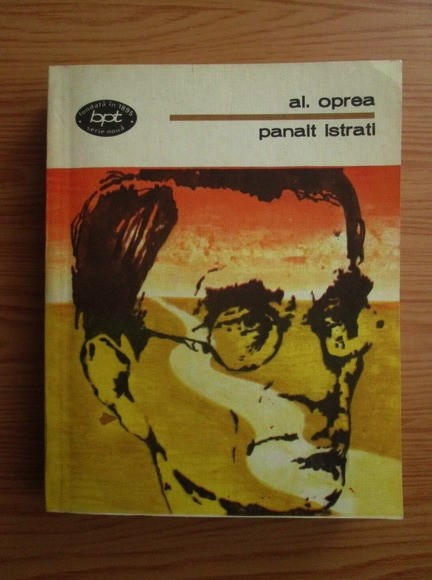 fondată în 1895
bpt
serie nouă
al. oprea
panait istrati